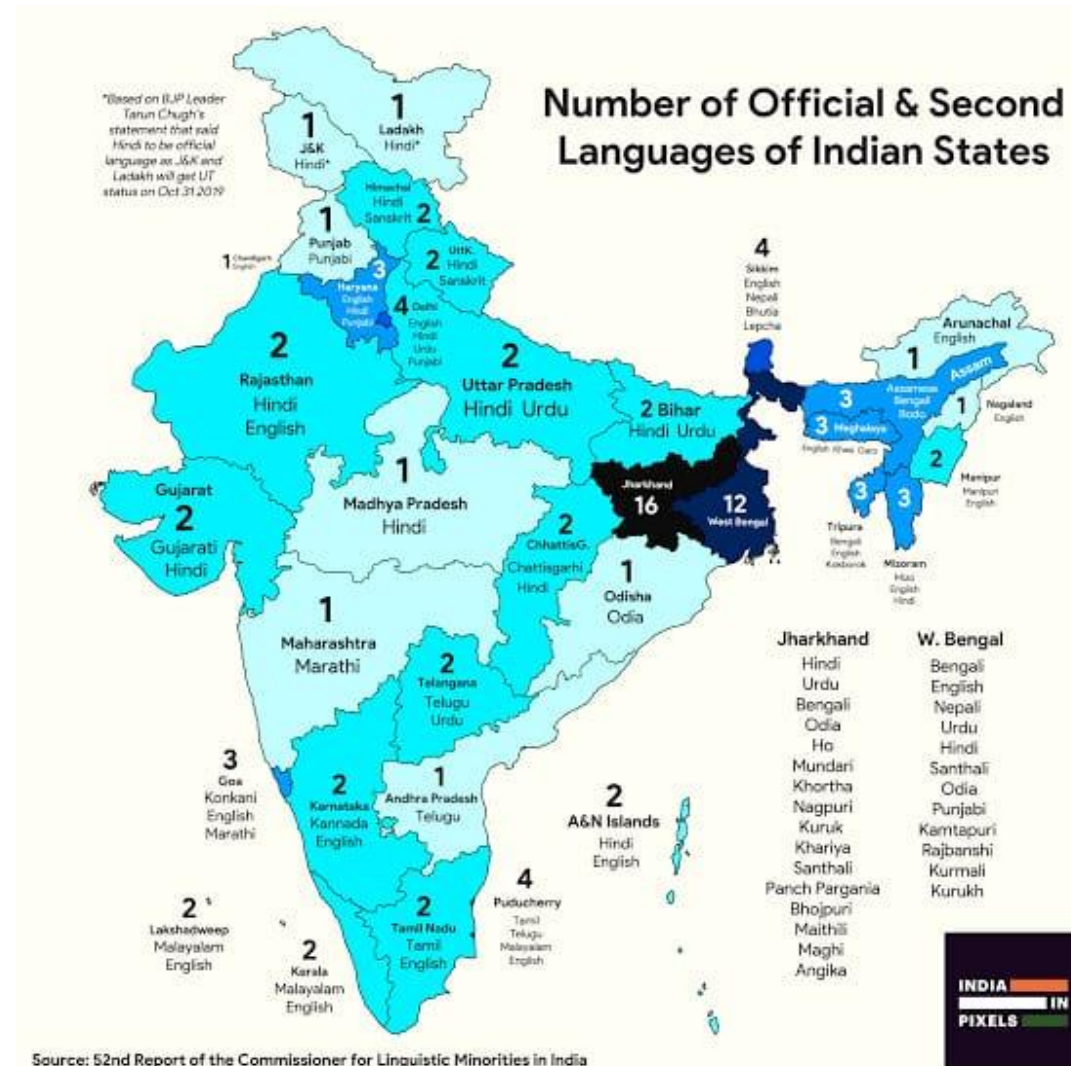 Number of Official & Second
Languages of Indian States
*Based on BJP Leader
Tarun Chugh's
statement that said
Hindi to be official
language as J&K and
Ladakh will get UT
status on Oct 31 2019
1
Ladakh
Hindi*
1
J&K
Hindi*
Himachal
Hindi
Sanskrit 2
1
Punjab
Punjabi
1 Chandigarh
English
2 Uttk.
Hindi
Sanskrit
3
Haryana
English
Hindi
Punjabi
4 Delhi
English
Hindi
Urdu
Punjabi
2
Rajasthan
Hindi
English
2
Uttar Pradesh
Hindi Urdu
2 Bihar
Hindi Urdu
4
Sikkim
English
Nepali
Bhutia
Lepcha
Arunachal
English
1
Assam
3
Assamese
Bengali
Bodo
1
Nagaland
English
3 Meghalaya
English Khasi Garo
2
Manipur
Manipuri
English
3
Tripura
Bengali
English
Kokborok
3
Mizoram
Mizo
English
Hindi
Gujarat
2
Gujarati
Hindi
1
Madhya Pradesh
Hindi
2
ChhattisG.
Chattisgarhi
Hindi
Jharkhand
16
12
West Bengal
1
Odisha
Odia
1
Maharashtra
Marathi
2
Telangana
Telugu
Urdu
3
Goa
Konkani
English
Marathi
2
Karnataka
Kannada
English
1
Andhra Pradesh
Telugu
2
A&N Islands
Hindi
English
2
Lakshadweep
Malayalam
English
2
Kerala
Malayalam
English
2
Tamil Nadu
Tamil
English
4
Puducherry
Tamil
Telugu
Malayalam
English
Jharkhand
Hindi
Urdu
Bengali
Odia
Ho
Mundari
Khortha
Nagpuri
Kuruk
Khariya
Santhali
Panch Pargania
Bhojpuri
Maithili
Maghi
Angika
W. Bengal
Bengali
English
Nepali
Urdu
Hindi
Santhali
Odia
Punjabi
Kamtapuri
Rajbanshi
Kurmali
Kurukh
INDIA
IN
PIXELS
Source: 52nd Report of the Commissioner for Linguistic Minorities in India